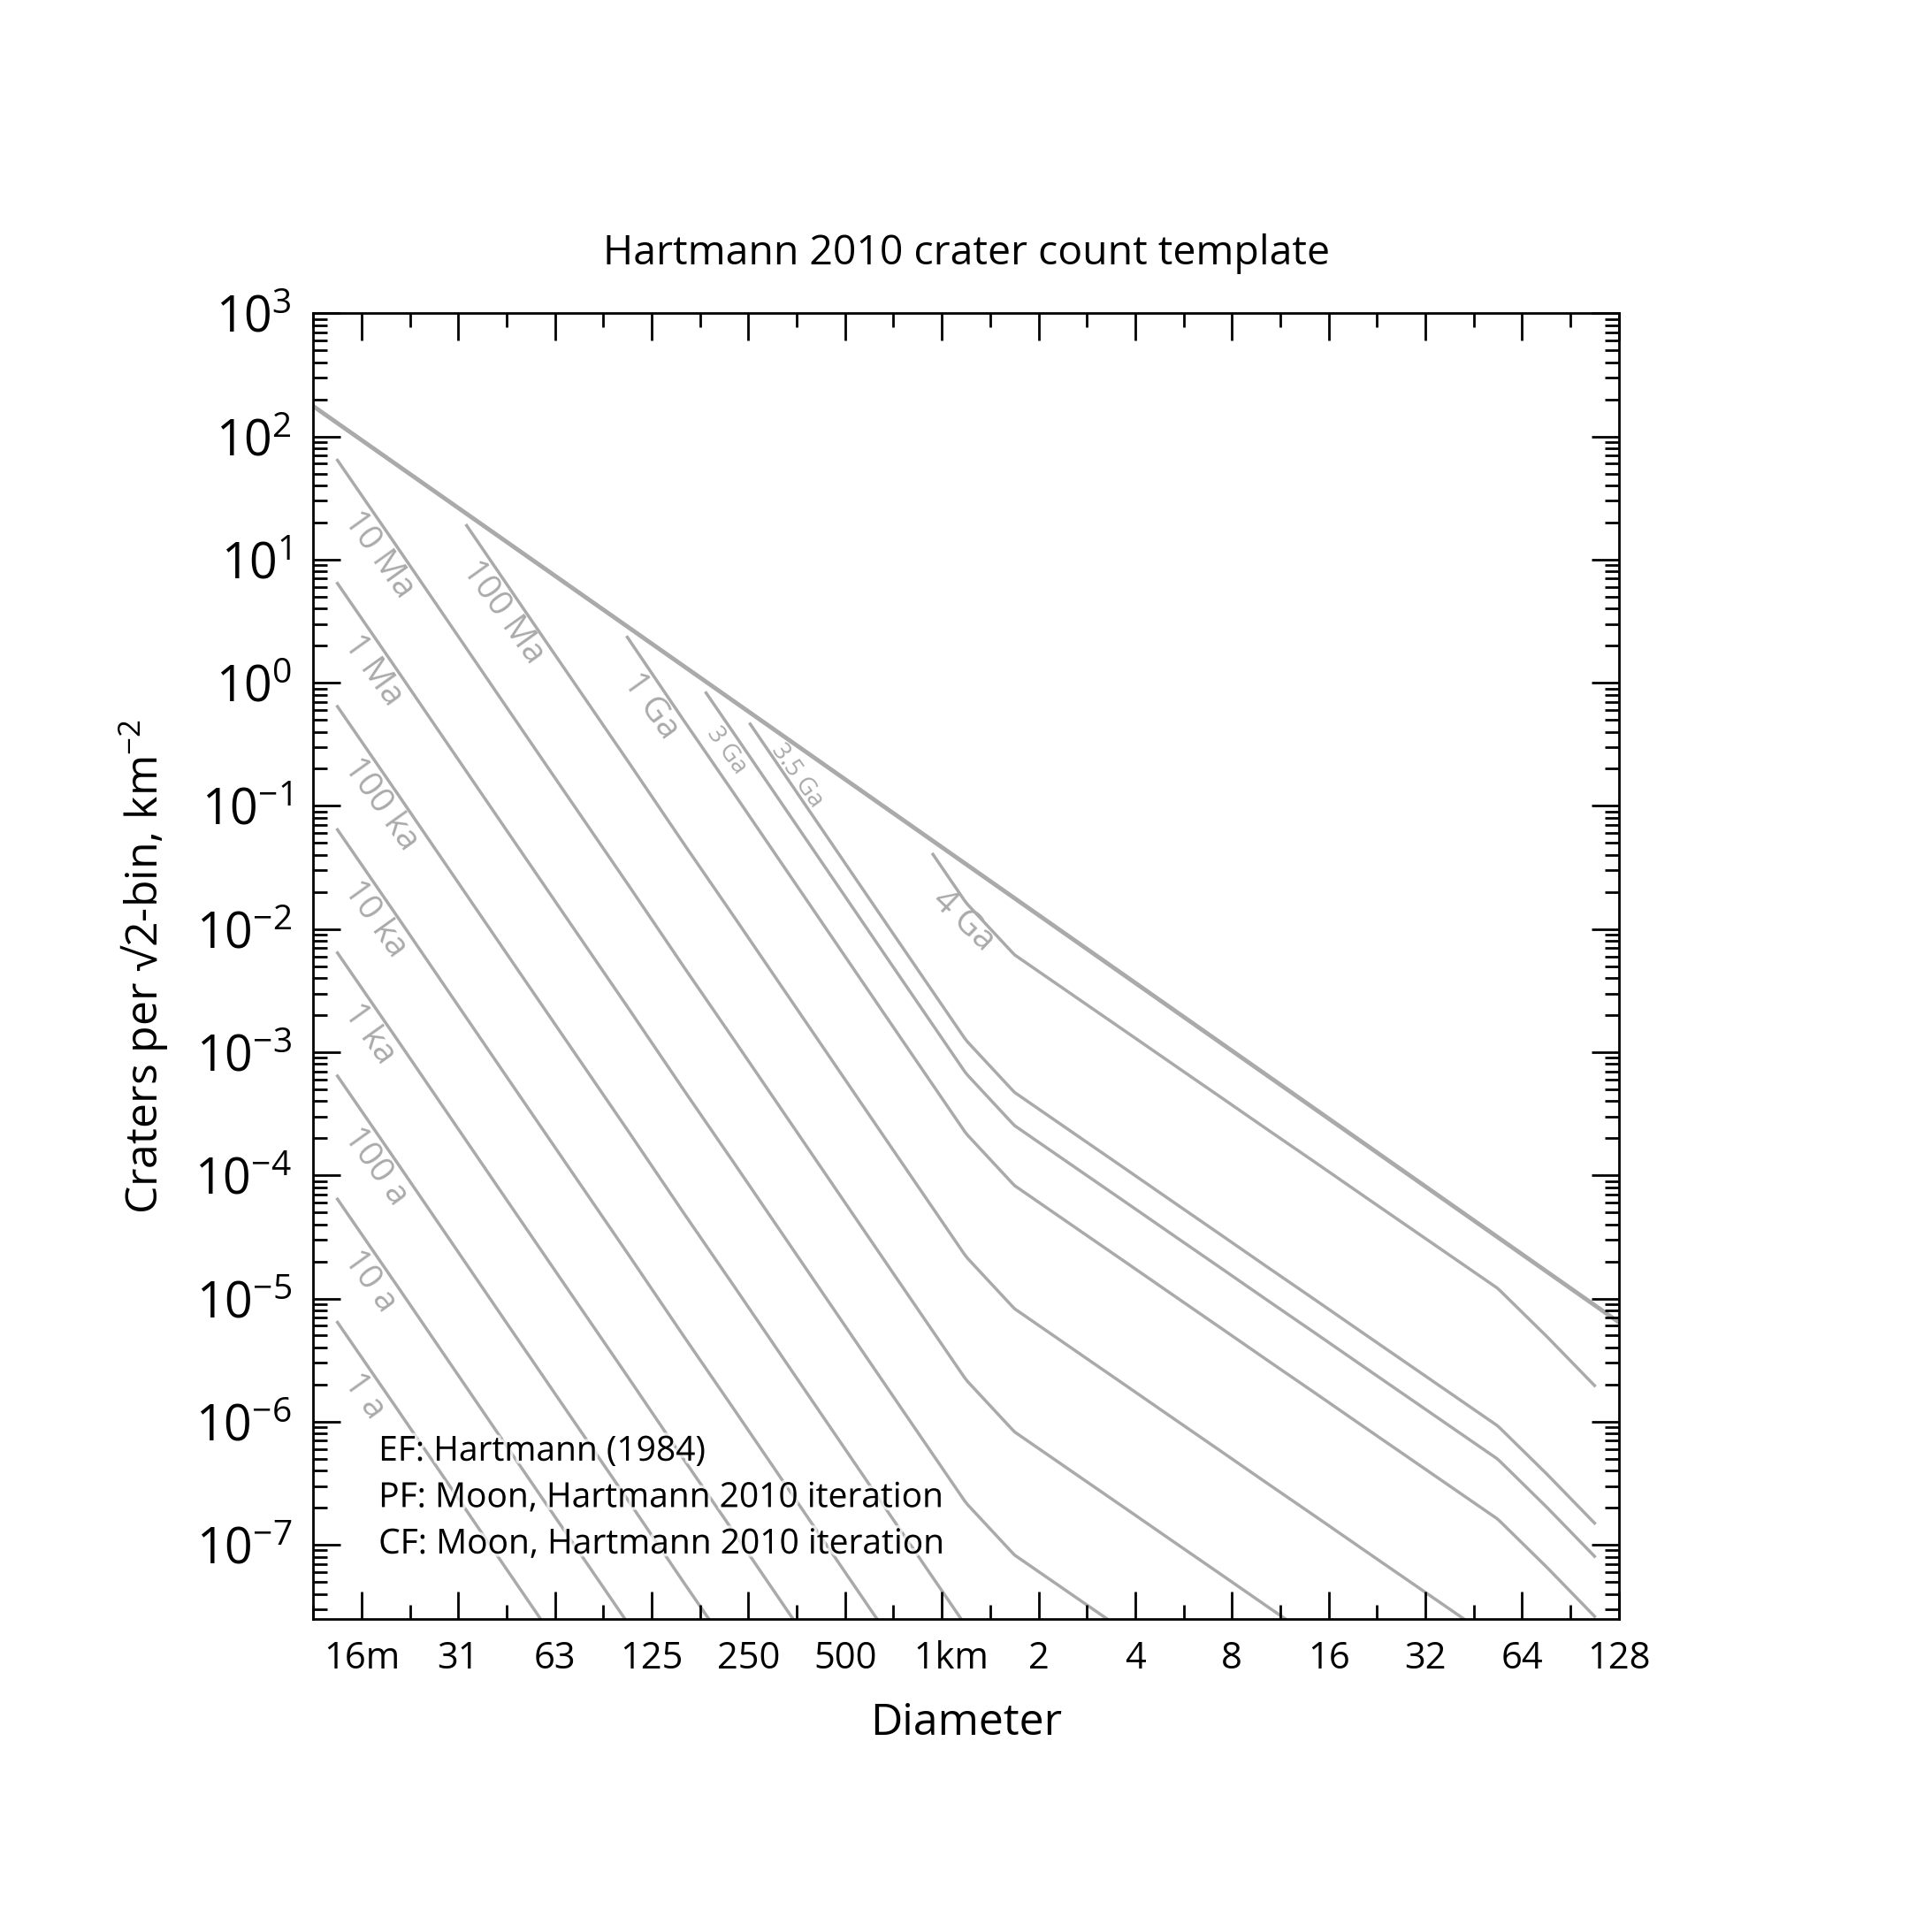 Hartmann 2010 crater count template
10³
10²
10¹
10⁰
10⁻¹
10⁻²
10⁻³
10⁻⁴
10⁻⁵
10⁻⁶
10⁻⁷
Craters per √2-bin, km⁻²
10 Ma
100 Ma
1 Ma
1 Ga
3 Ga
3.5 Ga
100 ka
10 ka
4 Ga
1 ka
100 a
10 a
1 a
EF: Hartmann (1984)
PF: Moon, Hartmann 2010 iteration
CF: Moon, Hartmann 2010 iteration
16m 31 63 125 250 500 1km 2 4 8 16 32 64 128
Diameter